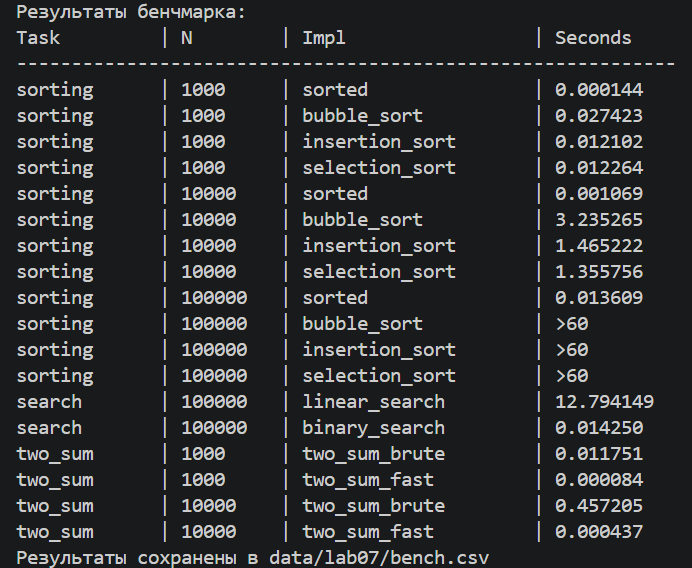 Результаты бенчмарка:
Task | N | Impl | Seconds
------------------------------------------------------------
sorting | 1000 | sorted | 0.000144
sorting | 1000 | bubble_sort | 0.027423
sorting | 1000 | insertion_sort | 0.012102
sorting | 1000 | selection_sort | 0.012264
sorting | 10000 | sorted | 0.001069
sorting | 10000 | bubble_sort | 3.235265
sorting | 10000 | insertion_sort | 1.465222
sorting | 10000 | selection_sort | 1.355756
sorting | 100000 | sorted | 0.013609
sorting | 100000 | bubble_sort | >60
sorting | 100000 | insertion_sort | >60
sorting | 100000 | selection_sort | >60
search | 100000 | linear_search | 12.794149
search | 100000 | binary_search | 0.014250
two_sum | 1000 | two_sum_brute | 0.011751
two_sum | 1000 | two_sum_fast | 0.000084
two_sum | 10000 | two_sum_brute | 0.457205
two_sum | 10000 | two_sum_fast | 0.000437
Результаты сохранены в data/lab07/bench.csv